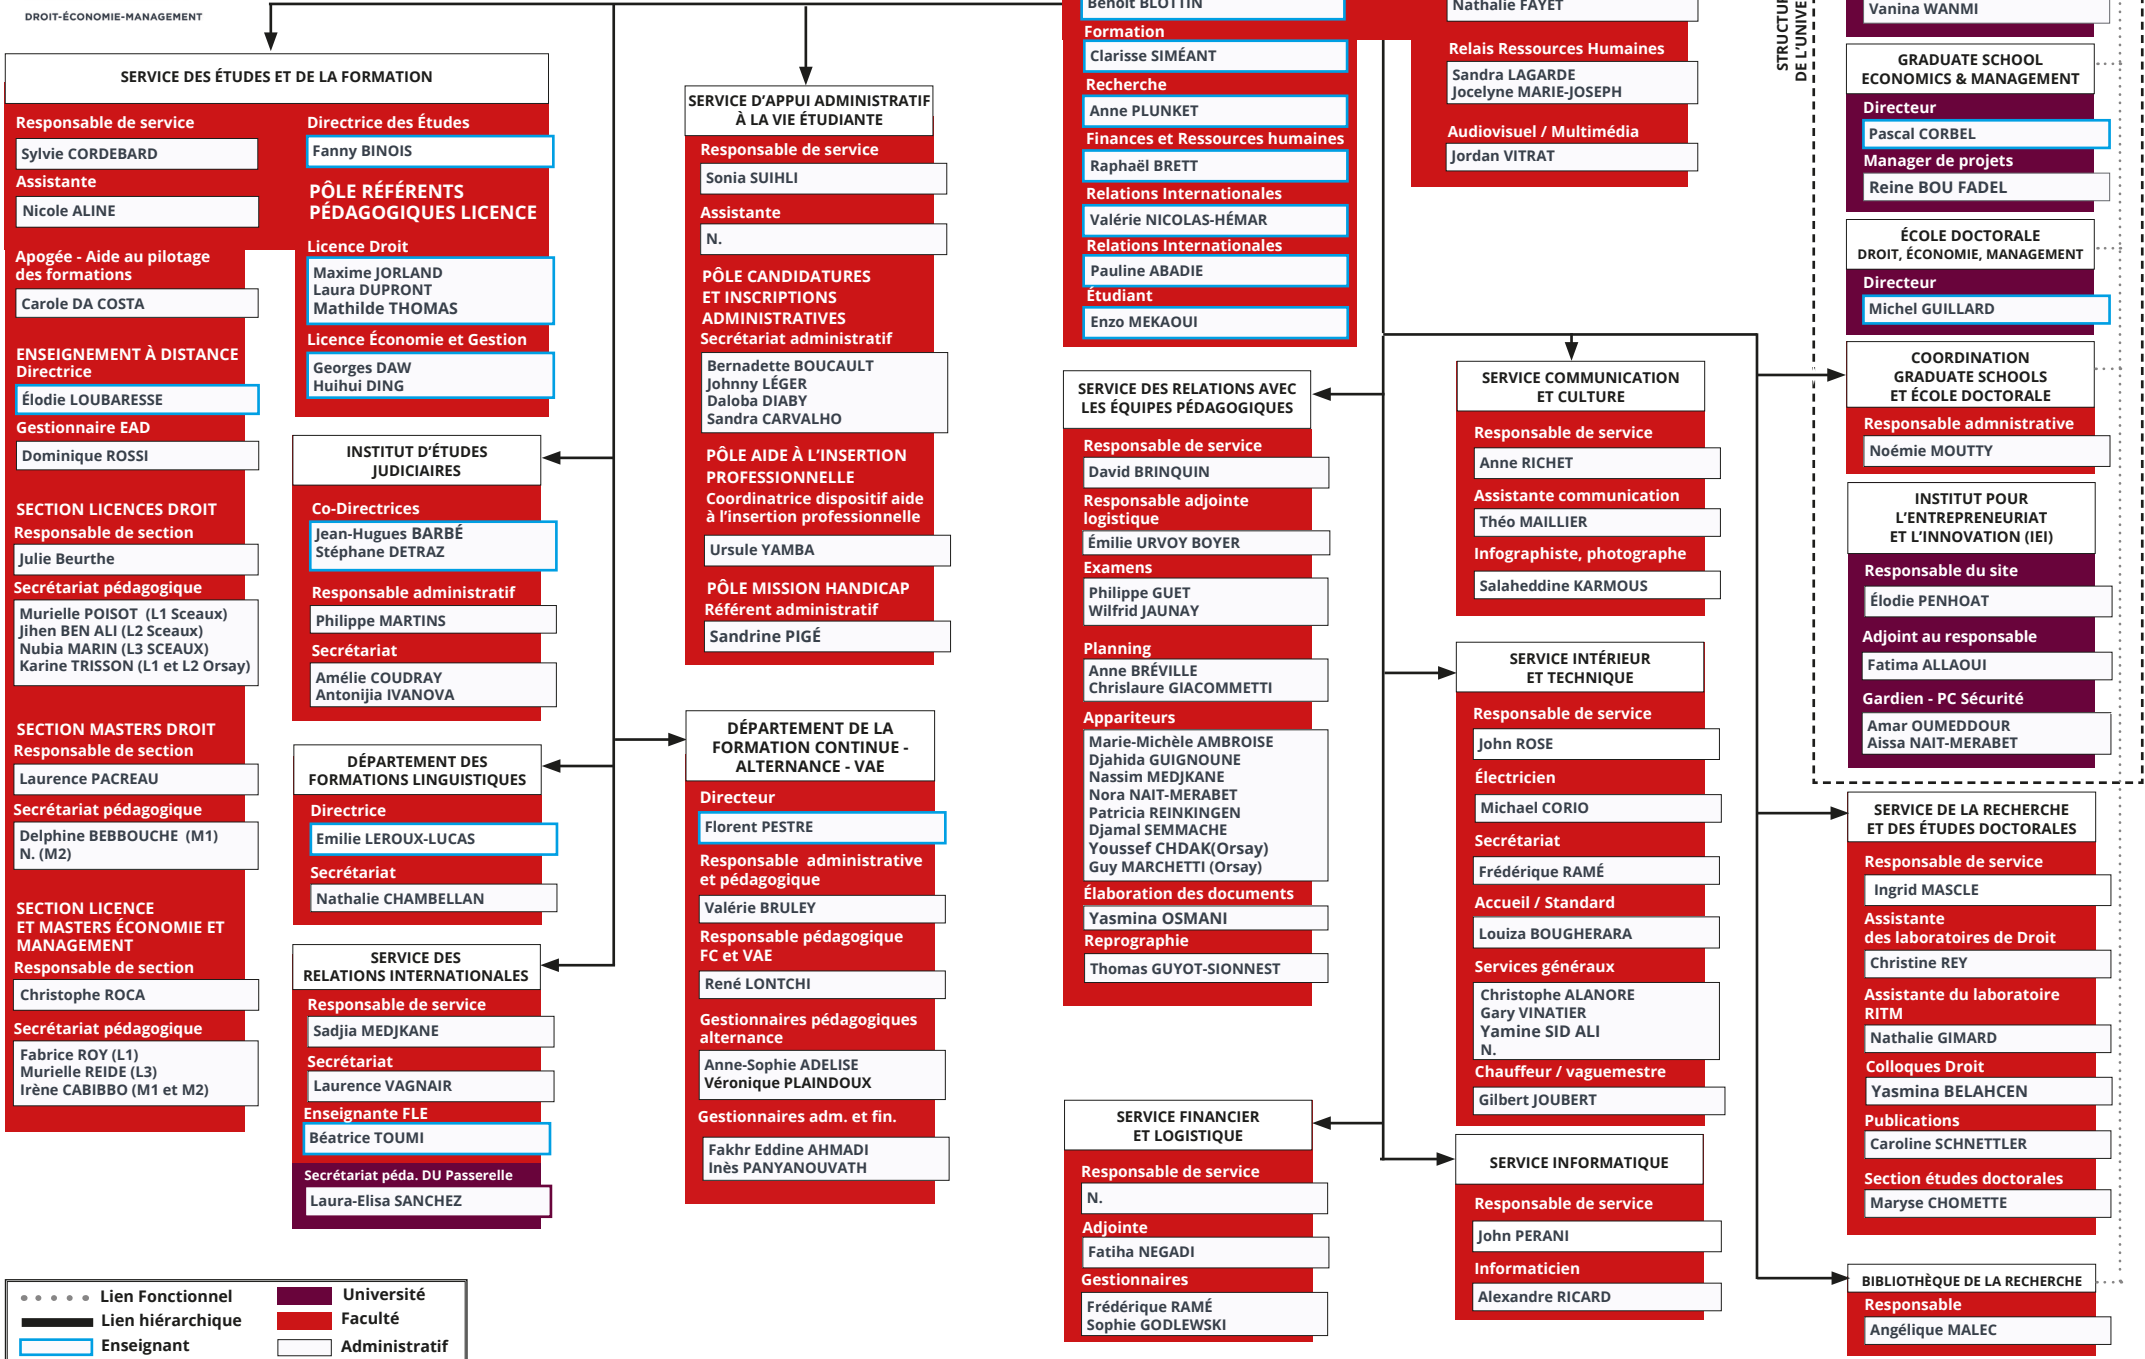 DROIT-ÉCONOMIE-MANAGEMENT
SERVICE DES ÉTUDES ET DE LA FORMATION
Responsable de service
Sylvie CORDEBARD
Assistante
Nicole ALINE
Apogée - Aide au pilotage
des formations
Carole DA COSTA
ENSEIGNEMENT À DISTANCE
Directrice
Élodie LOUBARESSE
Gestionnaire EAD
Dominique ROSSI
SECTION LICENCES DROIT
Responsable de section
Julie Beurthe
Secrétariat pédagogique
Murielle POISOT (L1 Sceaux)
Jihen BEN ALI (L2 Sceaux)
Nubia MARIN (L3 SCEAUX)
Karine TRISSON (L1 et L2 Orsay)
SECTION MASTERS DROIT
Responsable de section
Laurence PACREAU
Secrétariat pédagogique
Delphine BEBBOUCHE (M1)
N. (M2)
SECTION LICENCE
ET MASTERS ÉCONOMIE ET
MANAGEMENT
Responsable de section
Christophe ROCA
Secrétariat pédagogique
Fabrice ROY (L1)
Murielle REIDE (L3)
Irène CABIBBO (M1 et M2)
Directrice des Études
Fanny BINOIS
PÔLE RÉFÉRENTS
PÉDAGOGIQUES LICENCE
Licence Droit
Maxime JORLAND
Laura DUPRONT
Mathilde THOMAS
Licence Économie et Gestion
Georges DAW
Huihui DING
INSTITUT D'ÉTUDES
JUDICIAIRES
Co-Directrices
Jean-Hugues BARBÉ
Stéphane DETRAZ
Responsable administratif
Philippe MARTINS
Secrétariat
Amélie COUDRAY
Antonijia IVANOVA
DÉPARTEMENT DES
FORMATIONS LINGUISTIQUES
Directrice
Emilie LEROUX-LUCAS
Secrétariat
Nathalie CHAMBELLAN
SERVICE DES
RELATIONS INTERNATIONALES
Responsable de service
Sadjia MEDJKANE
Secrétariat
Laurence VAGNAIR
Enseignante FLE
Béatrice TOUMI
Secrétariat péda. DU Passerelle
Laura-Elisa SANCHEZ
SERVICE D'APPUI ADMINISTRATIF
À LA VIE ÉTUDIANTE
Responsable de service
Sonia SUIHLI
Assistante
N.
PÔLE CANDIDATURES
ET INSCRIPTIONS
ADMINISTRATIVES
Secrétariat administratif
Bernadette BOUCAULT
Johnny LÉGER
Daloba DIABY
Sandra CARVALHO
PÔLE AIDE À L'INSERTION
PROFESSIONNELLE
Coordinatrice dispositif aide
à l'insertion professionnelle
Ursule YAMBA
PÔLE MISSION HANDICAP
Référent administratif
Sandrine PIGÉ
DÉPARTEMENT DE LA
FORMATION CONTINUE -
ALTERNANCE - VAE
Directeur
Florent PESTRE
Responsable administrative
et pédagogique
Valérie BRULEY
Responsable pédagogique
FC et VAE
René LONTCHI
Gestionnaires pédagogiques
alternance
Anne-Sophie ADELISE
Véronique PLAINDOUX
Gestionnaires adm. et fin.
Fakhr Eddine AHMADI
Inès PANYANOUVATH
Benoît BLOTTIN
Formation
Clarisse SIMÉANT
Recherche
Anne PLUNKET
Finances et Ressources humaines
Raphaël BRETT
Relations Internationales
Valérie NICOLAS-HÉMAR
Relations Internationales
Pauline ABADIE
Étudiant
Enzo MEKAOUI
Nathalie FAYET
Relais Ressources Humaines
Sandra LAGARDE
Jocelyne MARIE-JOSEPH
Audiovisuel / Multimédia
Jordan VITRAT
SERVICE DES RELATIONS AVEC
LES ÉQUIPES PÉDAGOGIQUES
Responsable de service
David BRINQUIN
Responsable adjointe
logistique
Émilie URVOY BOYER
Examens
Philippe GUET
Wilfrid JAUNAY
Planning
Anne BRÉVILLE
Chrislaure GIACOMMETTI
Appariteurs
Marie-Michèle AMBROISE
Djahida GUIGNOUNE
Nassim MEDJKANE
Nora NAIT-MERABET
Patricia REINKINGEN
Djamal SEMMACHE
Youssef CHDAK(Orsay)
Guy MARCHETTI (Orsay)
Élaboration des documents
Yasmina OSMANI
Reprographie
Thomas GUYOT-SIONNEST
SERVICE FINANCIER
ET LOGISTIQUE
Responsable de service
N.
Adjointe
Fatiha NEGADI
Gestionnaires
Frédérique RAMÉ
Sophie GODLEWSKI
SERVICE COMMUNICATION
ET CULTURE
Responsable de service
Anne RICHET
Assistante communication
Théo MAILLIER
Infographiste, photographe
Salaheddine KARMOUS
SERVICE INTÉRIEUR
ET TECHNIQUE
Responsable de service
John ROSE
Électricien
Michael CORIO
Secrétariat
Frédérique RAMÉ
Accueil / Standard
Louiza BOUGHERARA
Services généraux
Christophe ALANORE
Gary VINATIER
Yamine SID ALI
N.
Chauffeur / vaguemestre
Gilbert JOUBERT
SERVICE INFORMATIQUE
Responsable de service
John PERANI
Informaticien
Alexandre RICARD
Vanina WANMI
GRADUATE SCHOOL
ECONOMICS & MANAGEMENT
Directeur
Pascal CORBEL
Manager de projets
Reine BOU FADEL
ÉCOLE DOCTORALE
DROIT, ÉCONOMIE, MANAGEMENT
Directeur
Michel GUILLARD
COORDINATION
GRADUATE SCHOOLS
ET ÉCOLE DOCTORALE
Responsable admnistrative
Noémie MOUTTY
INSTITUT POUR
L'ENTREPRENEURIAT
ET L'INNOVATION (IEI)
Responsable du site
Élodie PENHOAT
Adjoint au responsable
Fatima ALLAOUI
Gardien - PC Sécurité
Amar OUMEDDOUR
Aissa NAIT-MERABET
SERVICE DE LA RECHERCHE
ET DES ÉTUDES DOCTORALES
Responsable de service
Ingrid MASCLE
Assistante
des laboratoires de Droit
Christine REY
Assistante du laboratoire
RITM
Nathalie GIMARD
Colloques Droit
Yasmina BELAHCEN
Publications
Caroline SCHNETTLER
Section études doctorales
Maryse CHOMETTE
BIBLIOTHÈQUE DE LA RECHERCHE
Responsable
Angélique MALEC
Lien Fonctionnel
Lien hiérarchique
Enseignant
Université
Faculté
Administratif